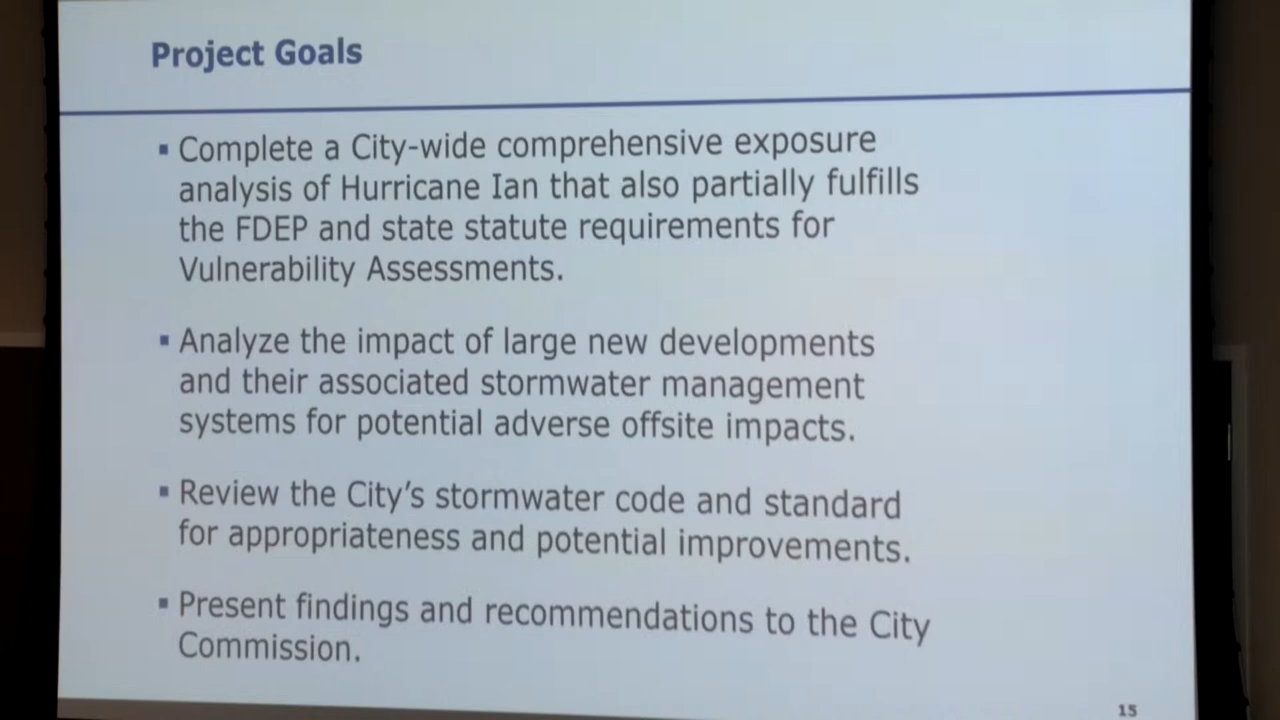 Project Goals
▪ Complete a City-wide comprehensive exposure
analysis of Hurricane Ian that also partially fulfills
the FDEP and state statute requirements for
Vulnerability Assessments.
▪ Analyze the impact of large new developments
and their associated stormwater management
systems for potential adverse offsite impacts.
▪ Review the City's stormwater code and standard
for appropriateness and potential improvements.
▪ Present findings and recommendations to the City
Commission.
15